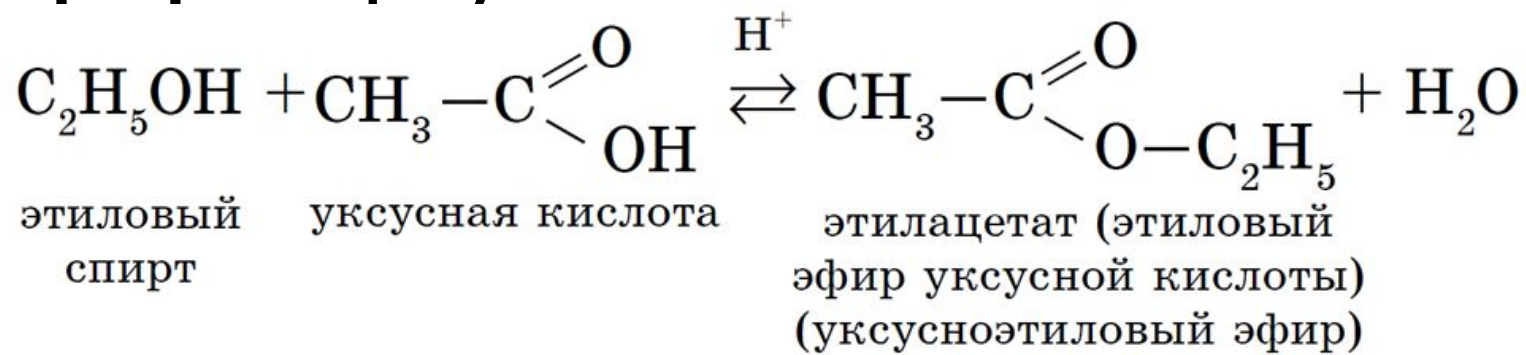 C₂H₅OH + CH₃–C(=O)–OH ⇌ (H⁺) CH₃–C(=O)–O–C₂H₅ + H₂O
этиловый спирт
уксусная кислота
этилацетат (этиловый
эфир уксусной кислоты)
(уксусноэтиловый эфир)